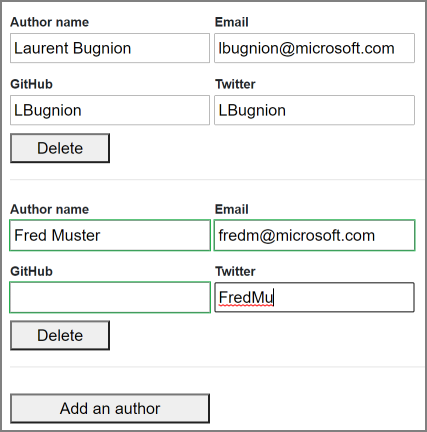 Author name Email
Laurent Bugnion lbugnion@microsoft.com
GitHub Twitter
LBugnion LBugnion
Delete
Author name Email
Fred Muster fredm@microsoft.com
GitHub Twitter
FredMu
Delete
Add an author